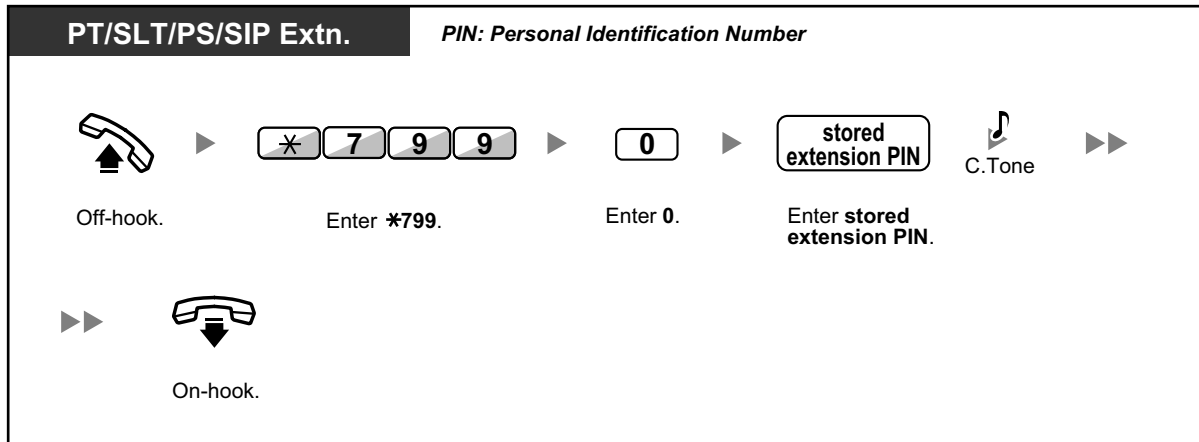 PT/SLT/PS/SIP Extn.
PIN: Personal Identification Number
* 7 9 9
0
stored
extension PIN
C.Tone
Off-hook.
Enter *799.
Enter 0.
Enter stored
extension PIN.
On-hook.